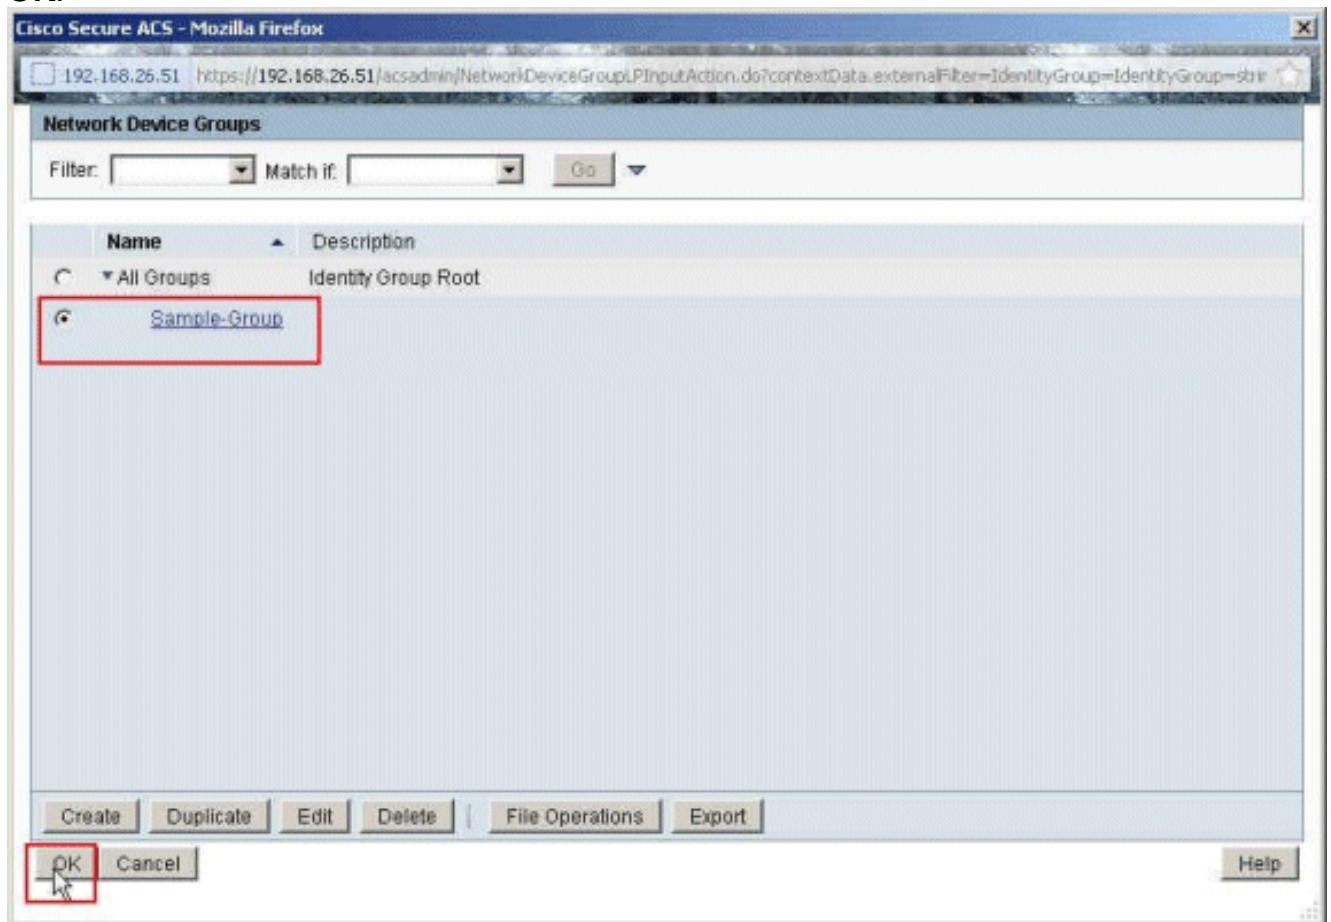 Cisco Secure ACS - Mozilla Firefox
192.168.26.51 https://192.168.26.51/acsadmin/NetworkDeviceGroupLPInputAction.do?contextData.externalFilter=IdentityGroup=IdentityGroup=strir
Network Device Groups
Filter: Match if: Go
Name Description
All Groups Identity Group Root
Sample-Group
Create Duplicate Edit Delete File Operations Export
OK Cancel Help